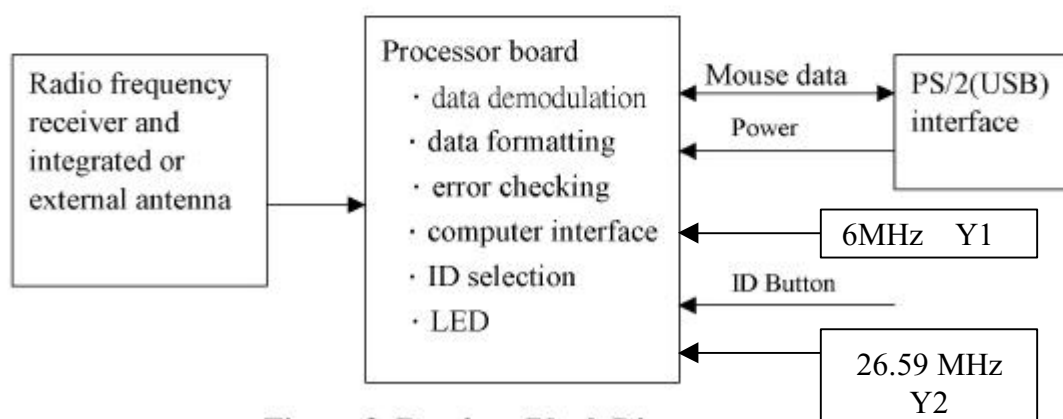 Radio frequency
receiver and
integrated or
external antenna
Processor board
· data demodulation
· data formatting
· error checking
· computer interface
· ID selection
· LED
Mouse data
Power
PS/2(USB)
interface
6MHz Y1
ID Button
26.59 MHz
Y2